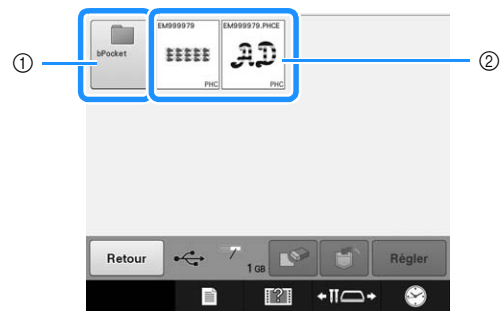 EM999979 EM999979.PHCE
bPocket
① ②
PHC PHC
Retour 1 GB Régler